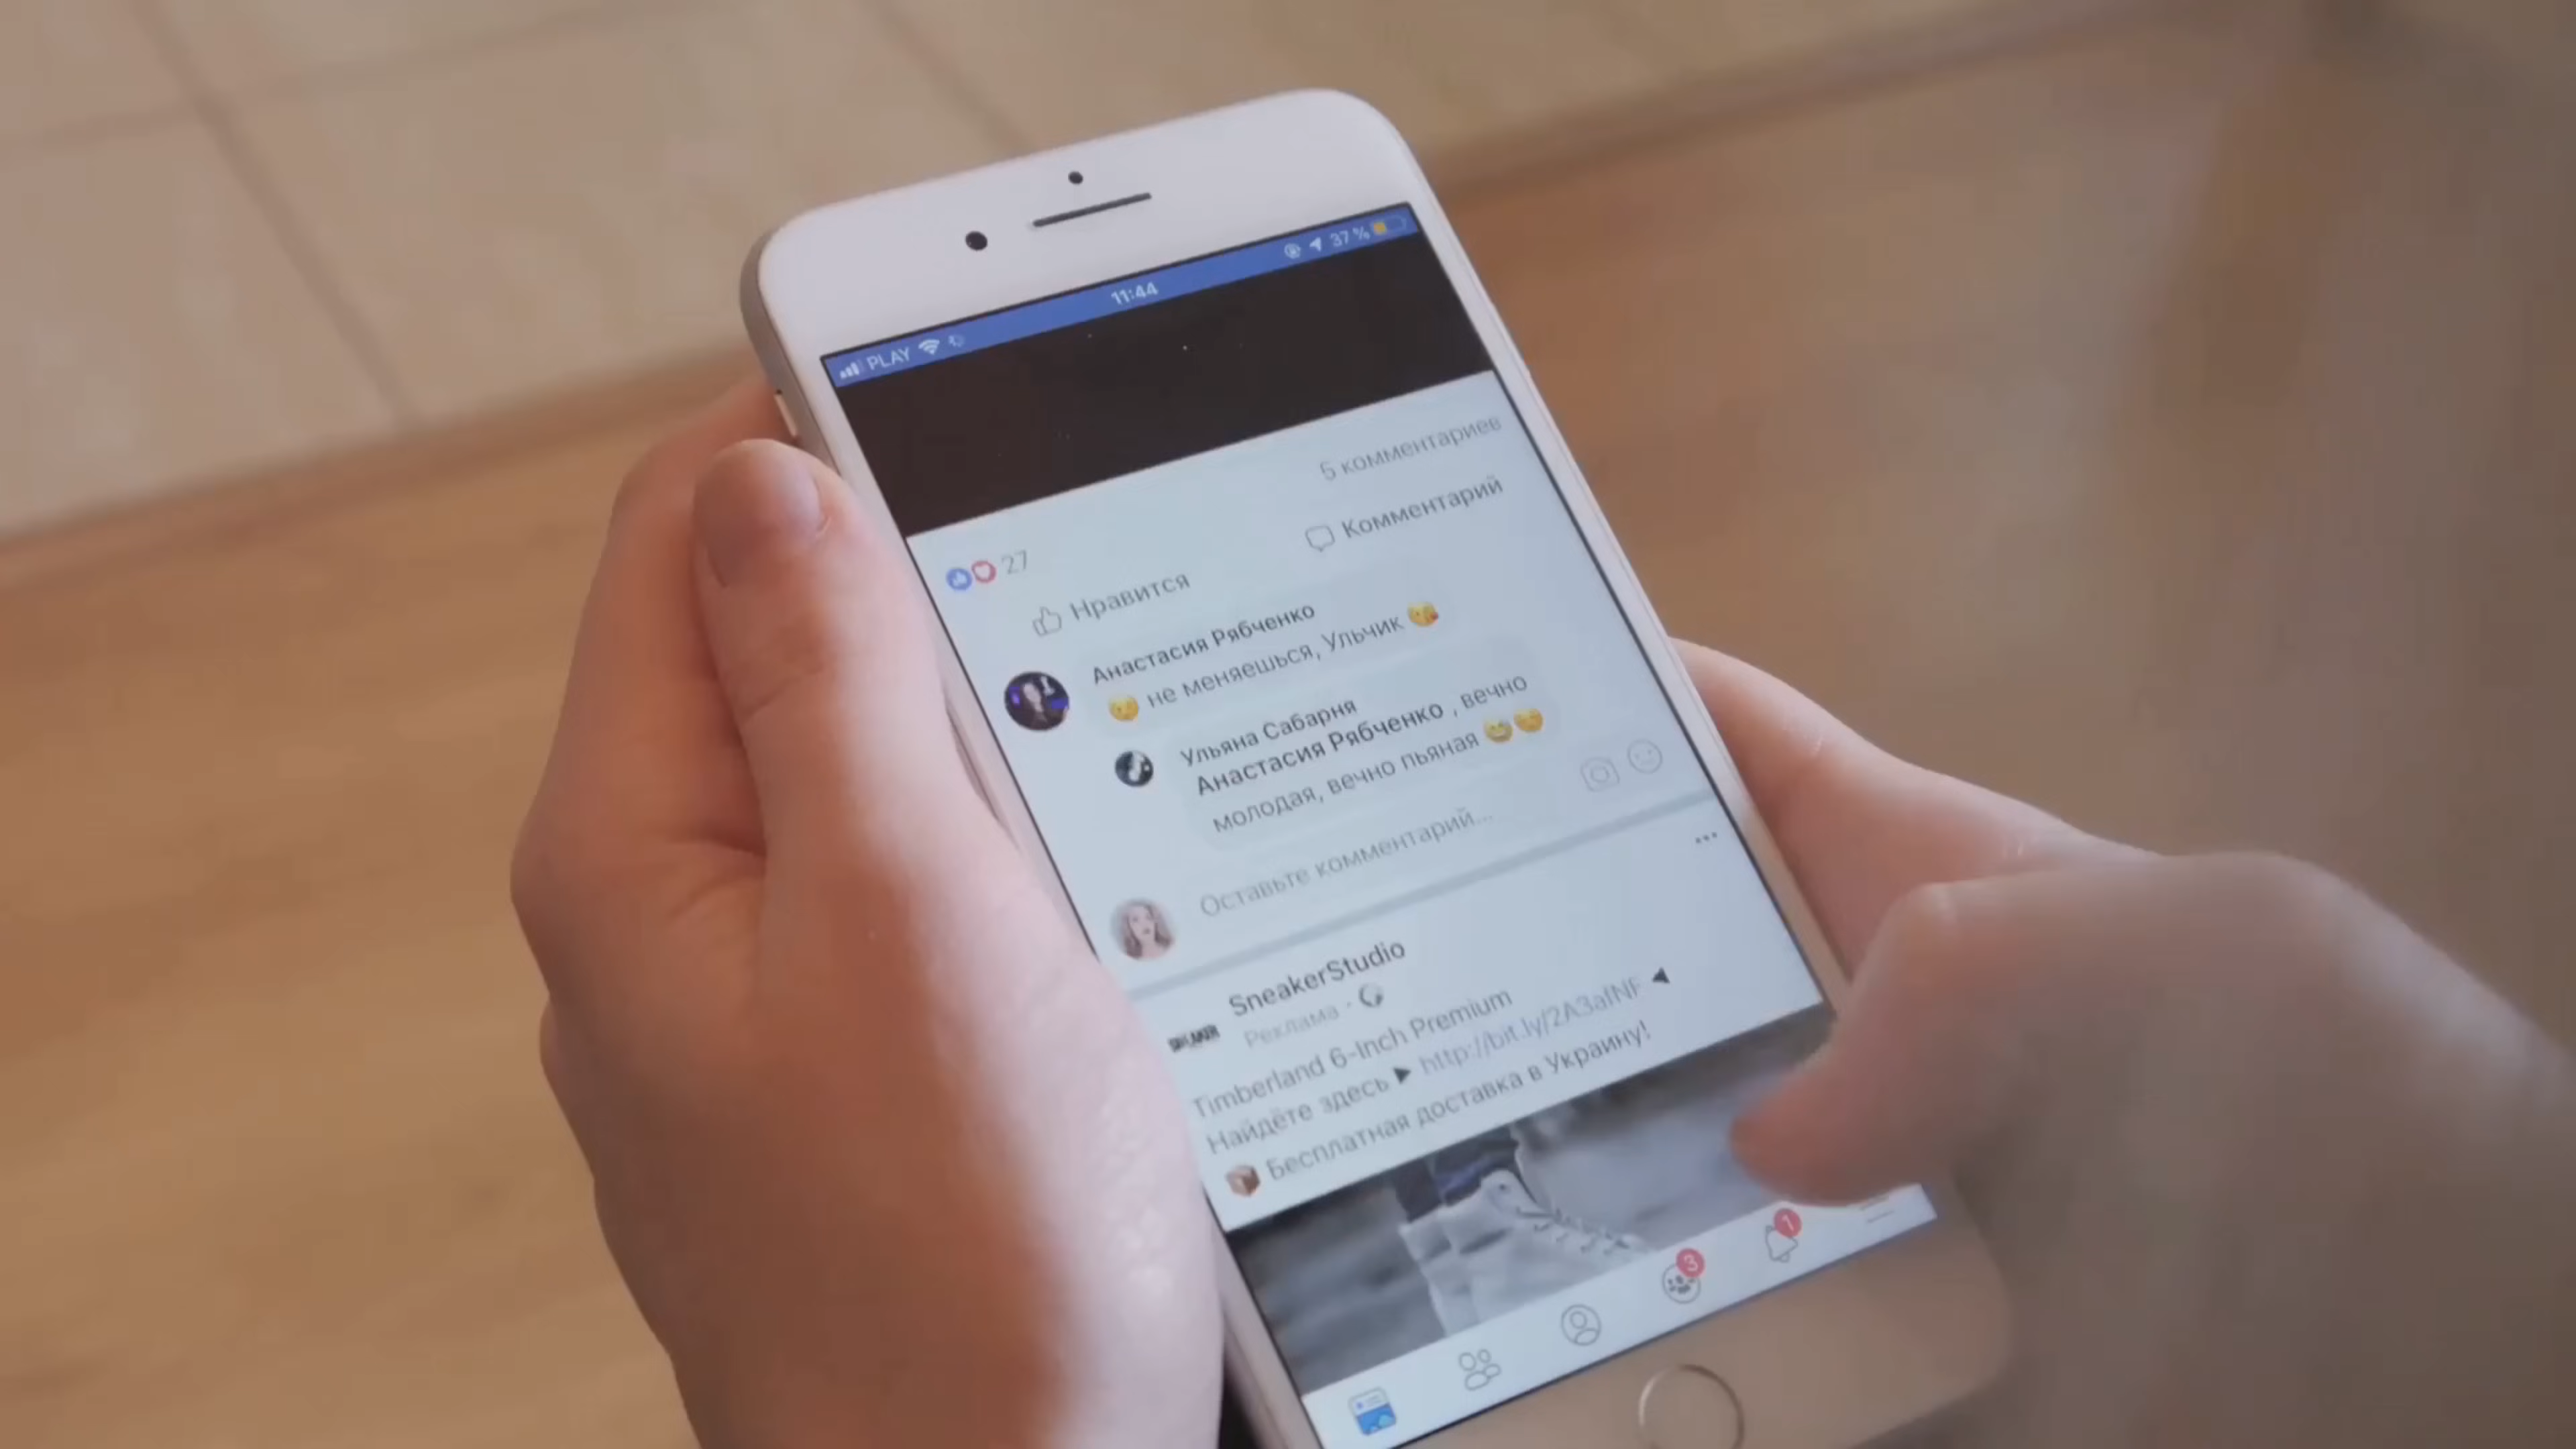 PLAY
11:44
37 %
5 комментариев
27
Нравится
Комментарий
Анастасия Рябченко
не меняешься, Ульчик
Ульяна Сабарня
Анастасия Рябченко , вечно
молодая, вечно пьяная
Оставьте комментарий...
SneakerStudio
Реклама ·
Timberland 6-Inch Premium
Найдёте здесь ► http://bit.ly/2A3afNF ◄
Бесплатная доставка в Украину!
3
1